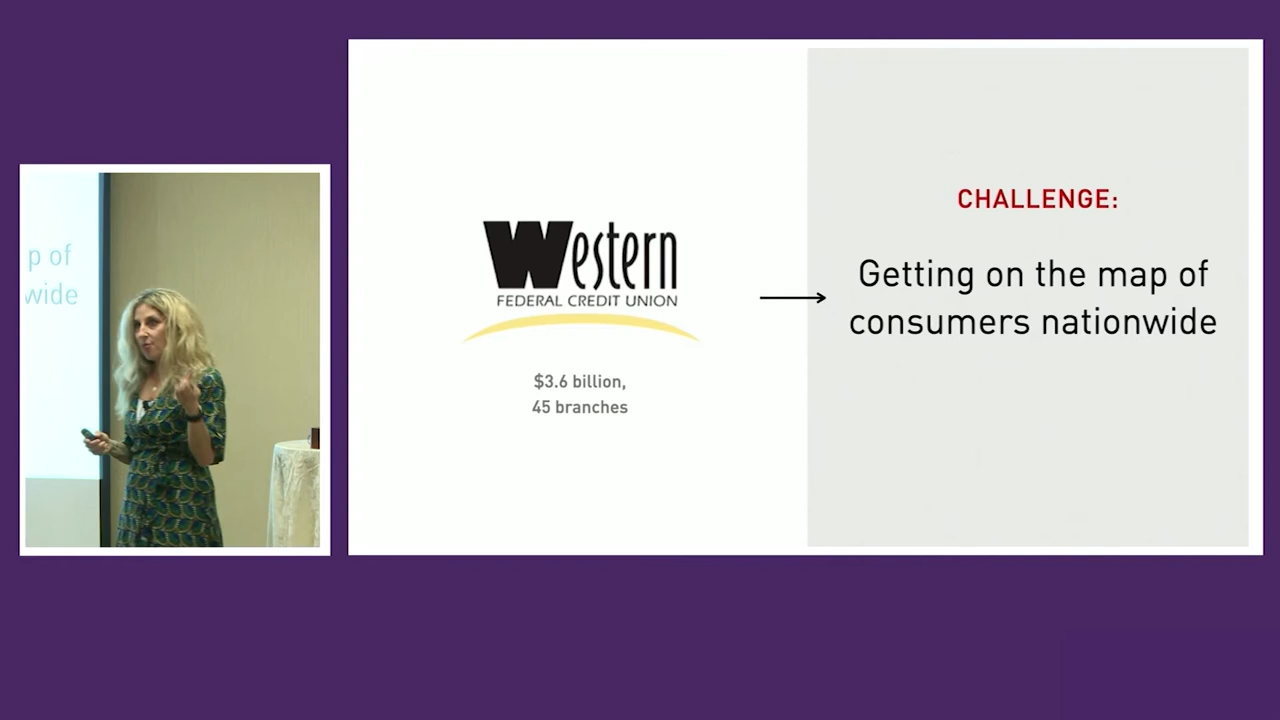 p of
wide
Western
FEDERAL CREDIT UNION
$3.6 billion,
45 branches
CHALLENGE:
Getting on the map of
consumers nationwide